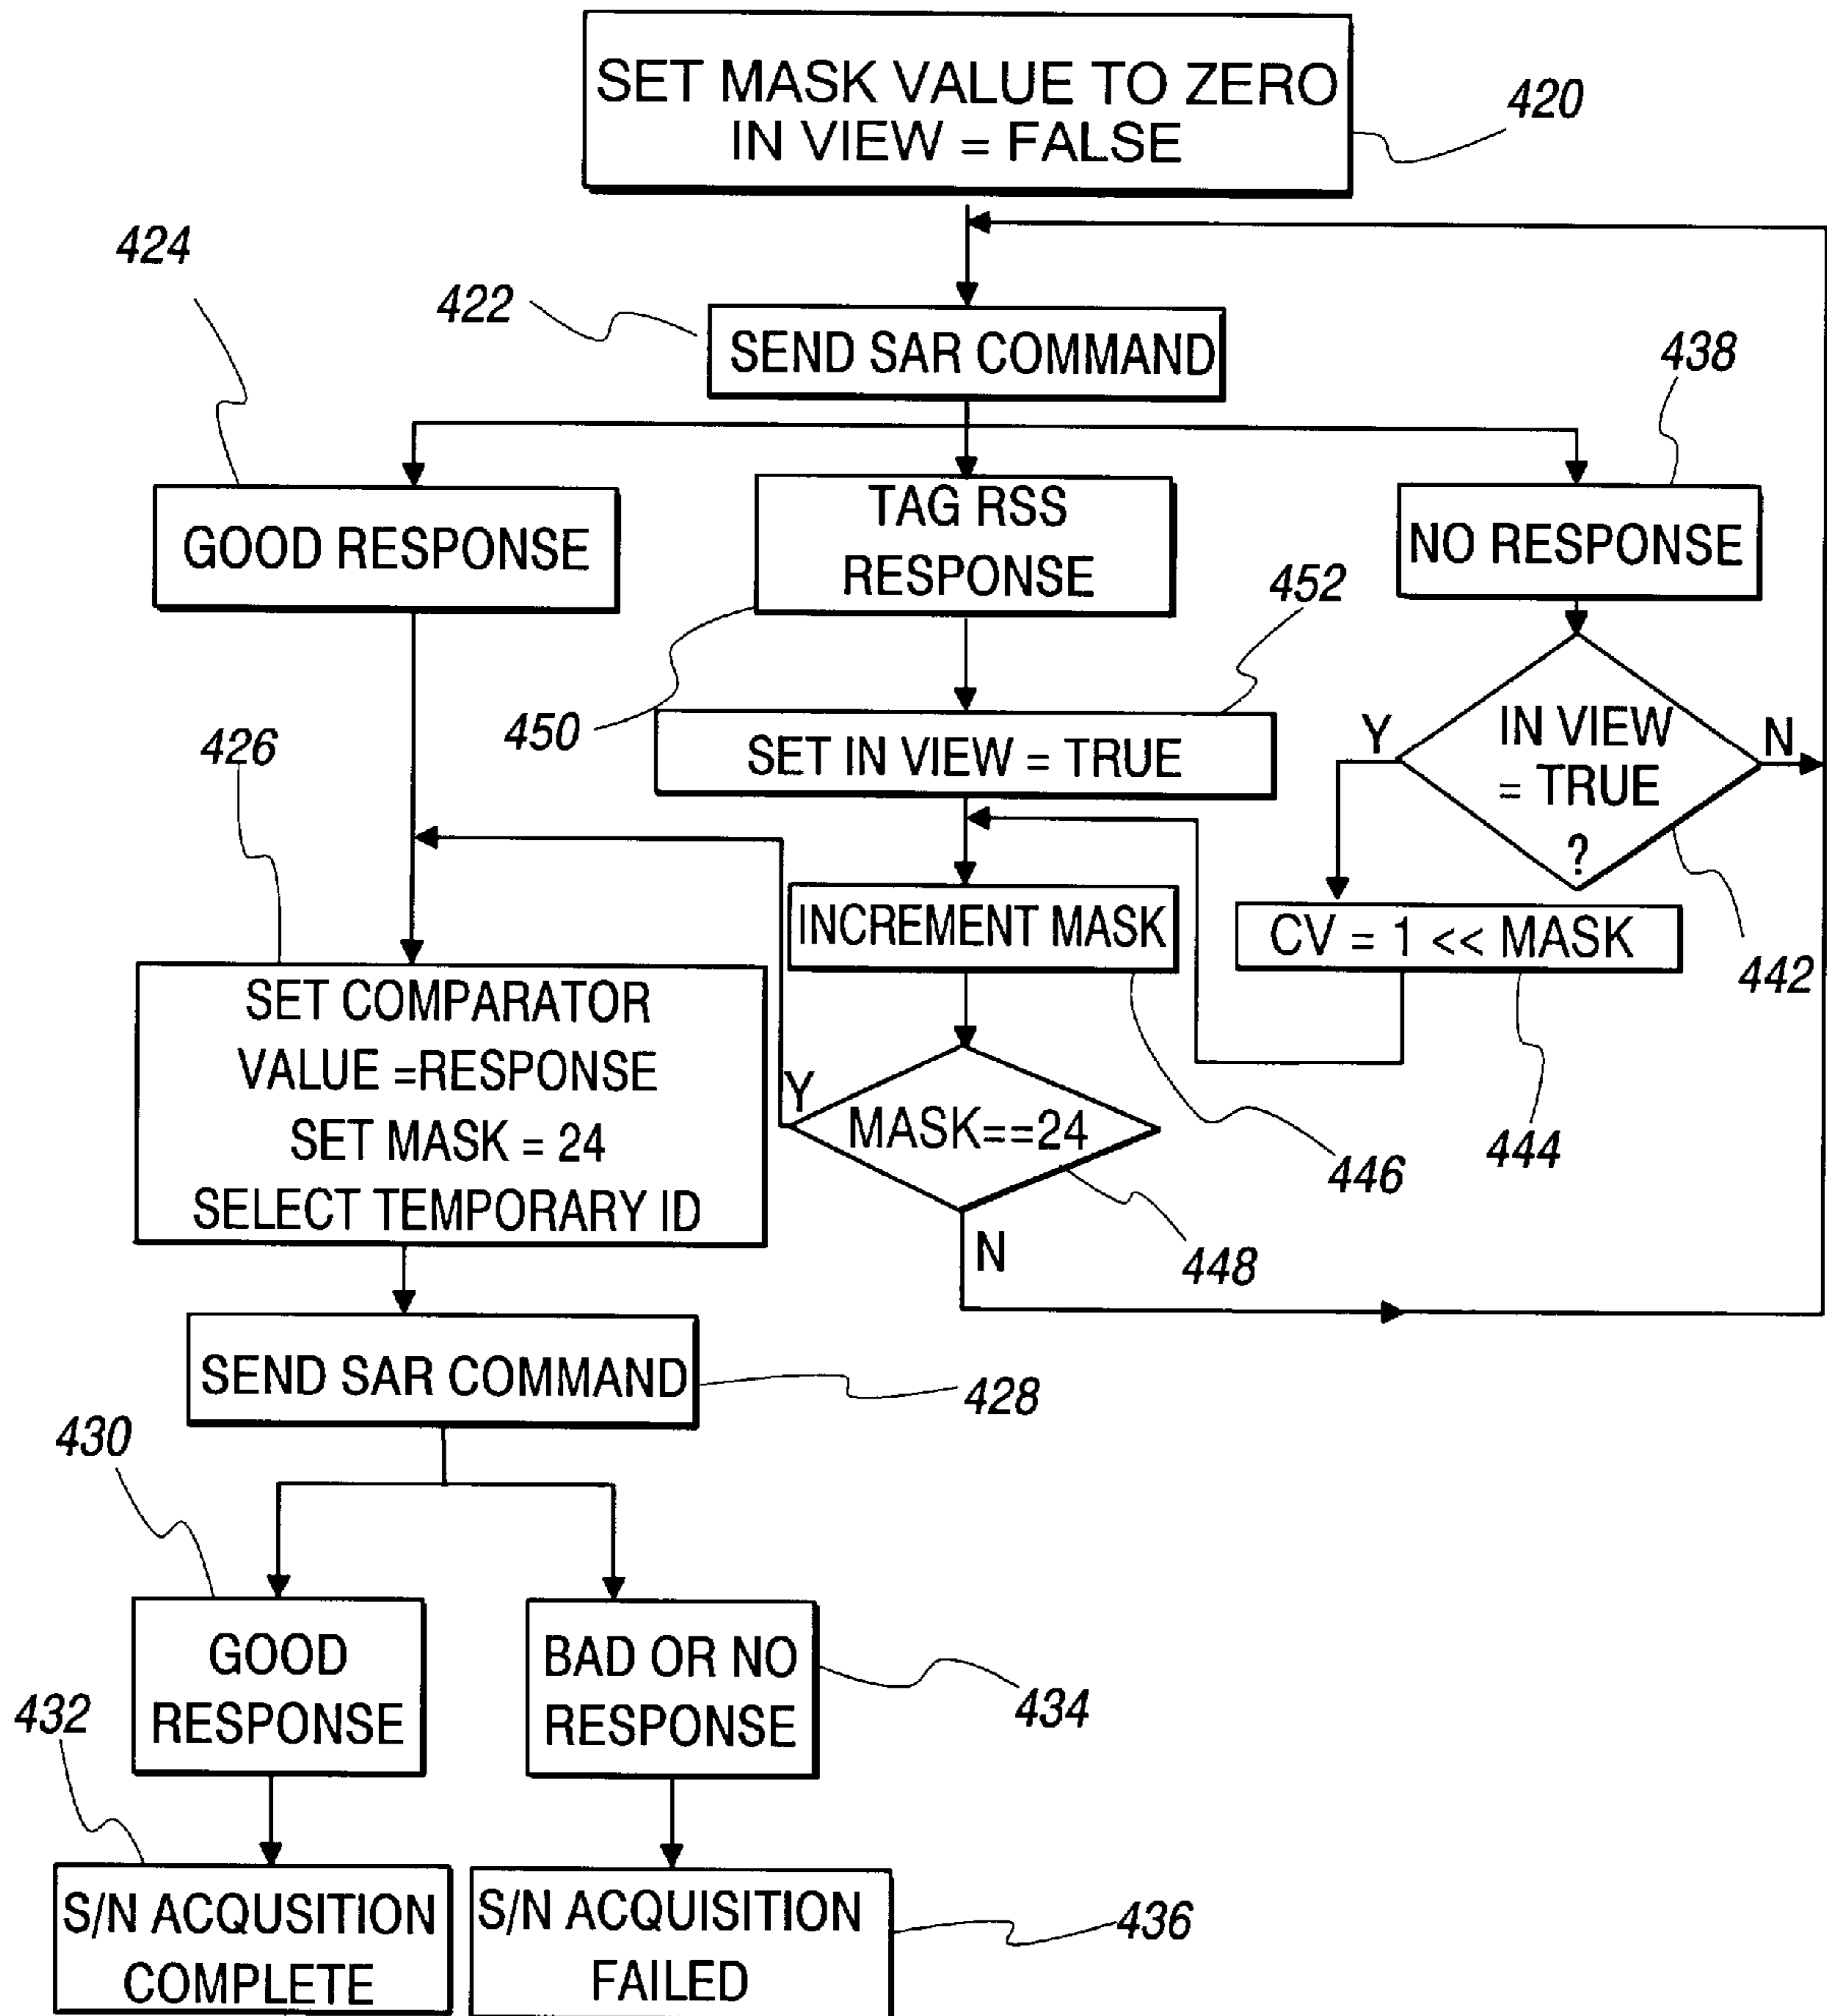 SET MASK VALUE TO ZERO
IN VIEW = FALSE
420
424
422
SEND SAR COMMAND
438
GOOD RESPONSE
TAG RSS
RESPONSE
NO RESPONSE
452
450
426
SET IN VIEW = TRUE
Y
IN VIEW
= TRUE
?
N
INCREMENT MASK
CV = 1 << MASK
442
SET COMPARATOR
VALUE =RESPONSE
SET MASK = 24
SELECT TEMPORARY ID
Y
MASK==24
446
444
N
448
SEND SAR COMMAND
428
430
GOOD
RESPONSE
BAD OR NO
RESPONSE
434
432
S/N ACQUSITION
COMPLETE
S/N ACQUISITION
FAILED
436